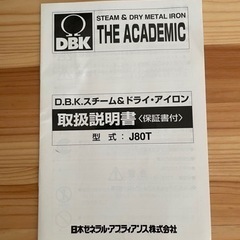 DBK
STEAM & DRY METAL IRON
THE ACADEMIC
D.B.K.スチーム&ドライ・アイロン
取扱説明書〈保証書付〉
型式：J80T
日本ゼネラル・アプライアンス株式会社